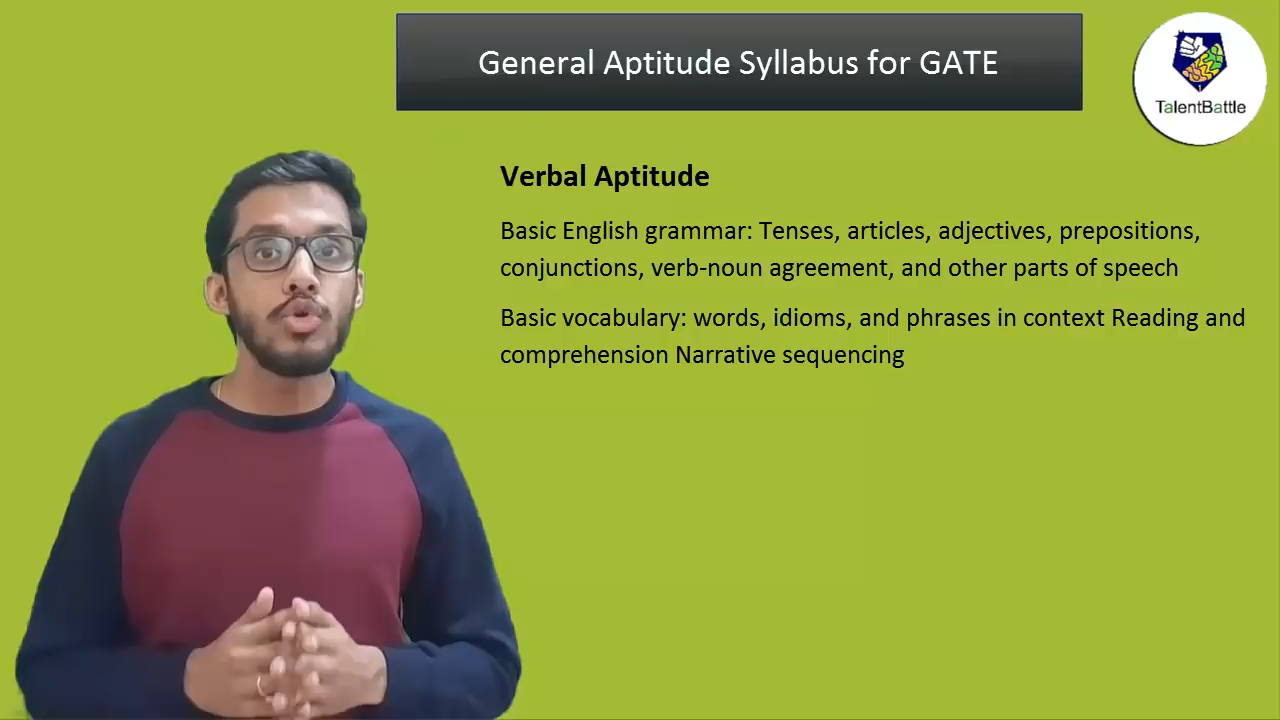 General Aptitude Syllabus for GATE
TalentBattle
Verbal Aptitude
Basic English grammar: Tenses, articles, adjectives, prepositions,
conjunctions, verb-noun agreement, and other parts of speech
Basic vocabulary: words, idioms, and phrases in context Reading and
comprehension Narrative sequencing